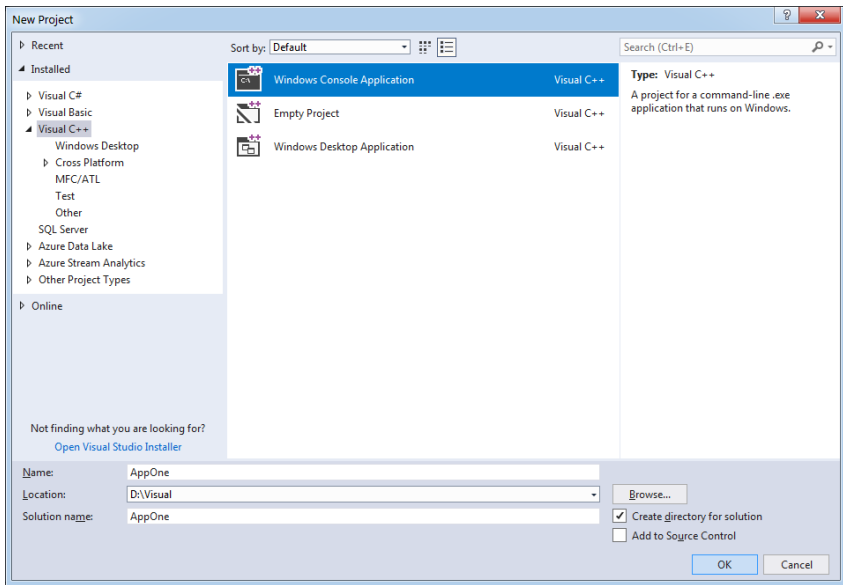 New Project
Recent
Installed
Visual C#
Visual Basic
Visual C++
Windows Desktop
Cross Platform
MFC/ATL
Test
Other
SQL Server
Azure Data Lake
Azure Stream Analytics
Other Project Types
Online
Not finding what you are looking for?
Open Visual Studio Installer
Sort by: Default
Windows Console Application Visual C++
Empty Project Visual C++
Windows Desktop Application Visual C++
Search (Ctrl+E)
Type: Visual C++
A project for a command-line .exe
application that runs on Windows.
Name: AppOne
Location: D:\Visual Browse...
Solution name: AppOne
Create directory for solution
Add to Source Control
OK Cancel